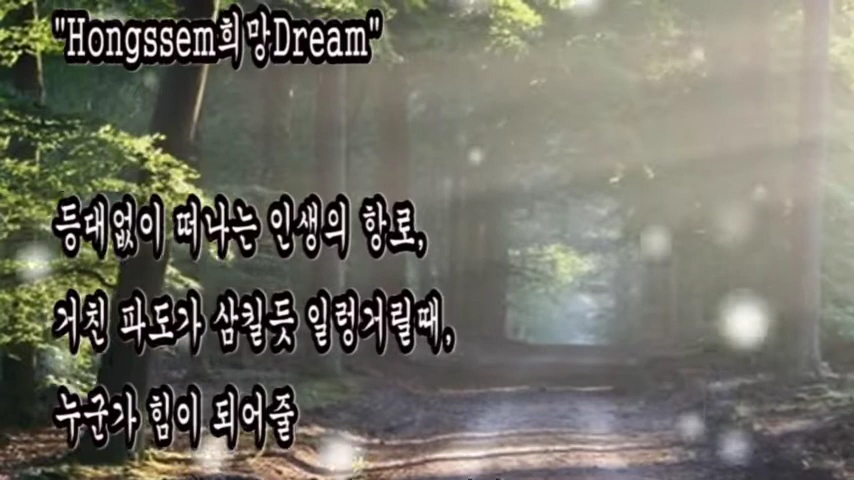 "Hongssem희망Dream"
등대없이 떠나는 인생의 항로,
거친 파도가 삼킬듯 일렁거릴때,
누군가 힘이 되어줄